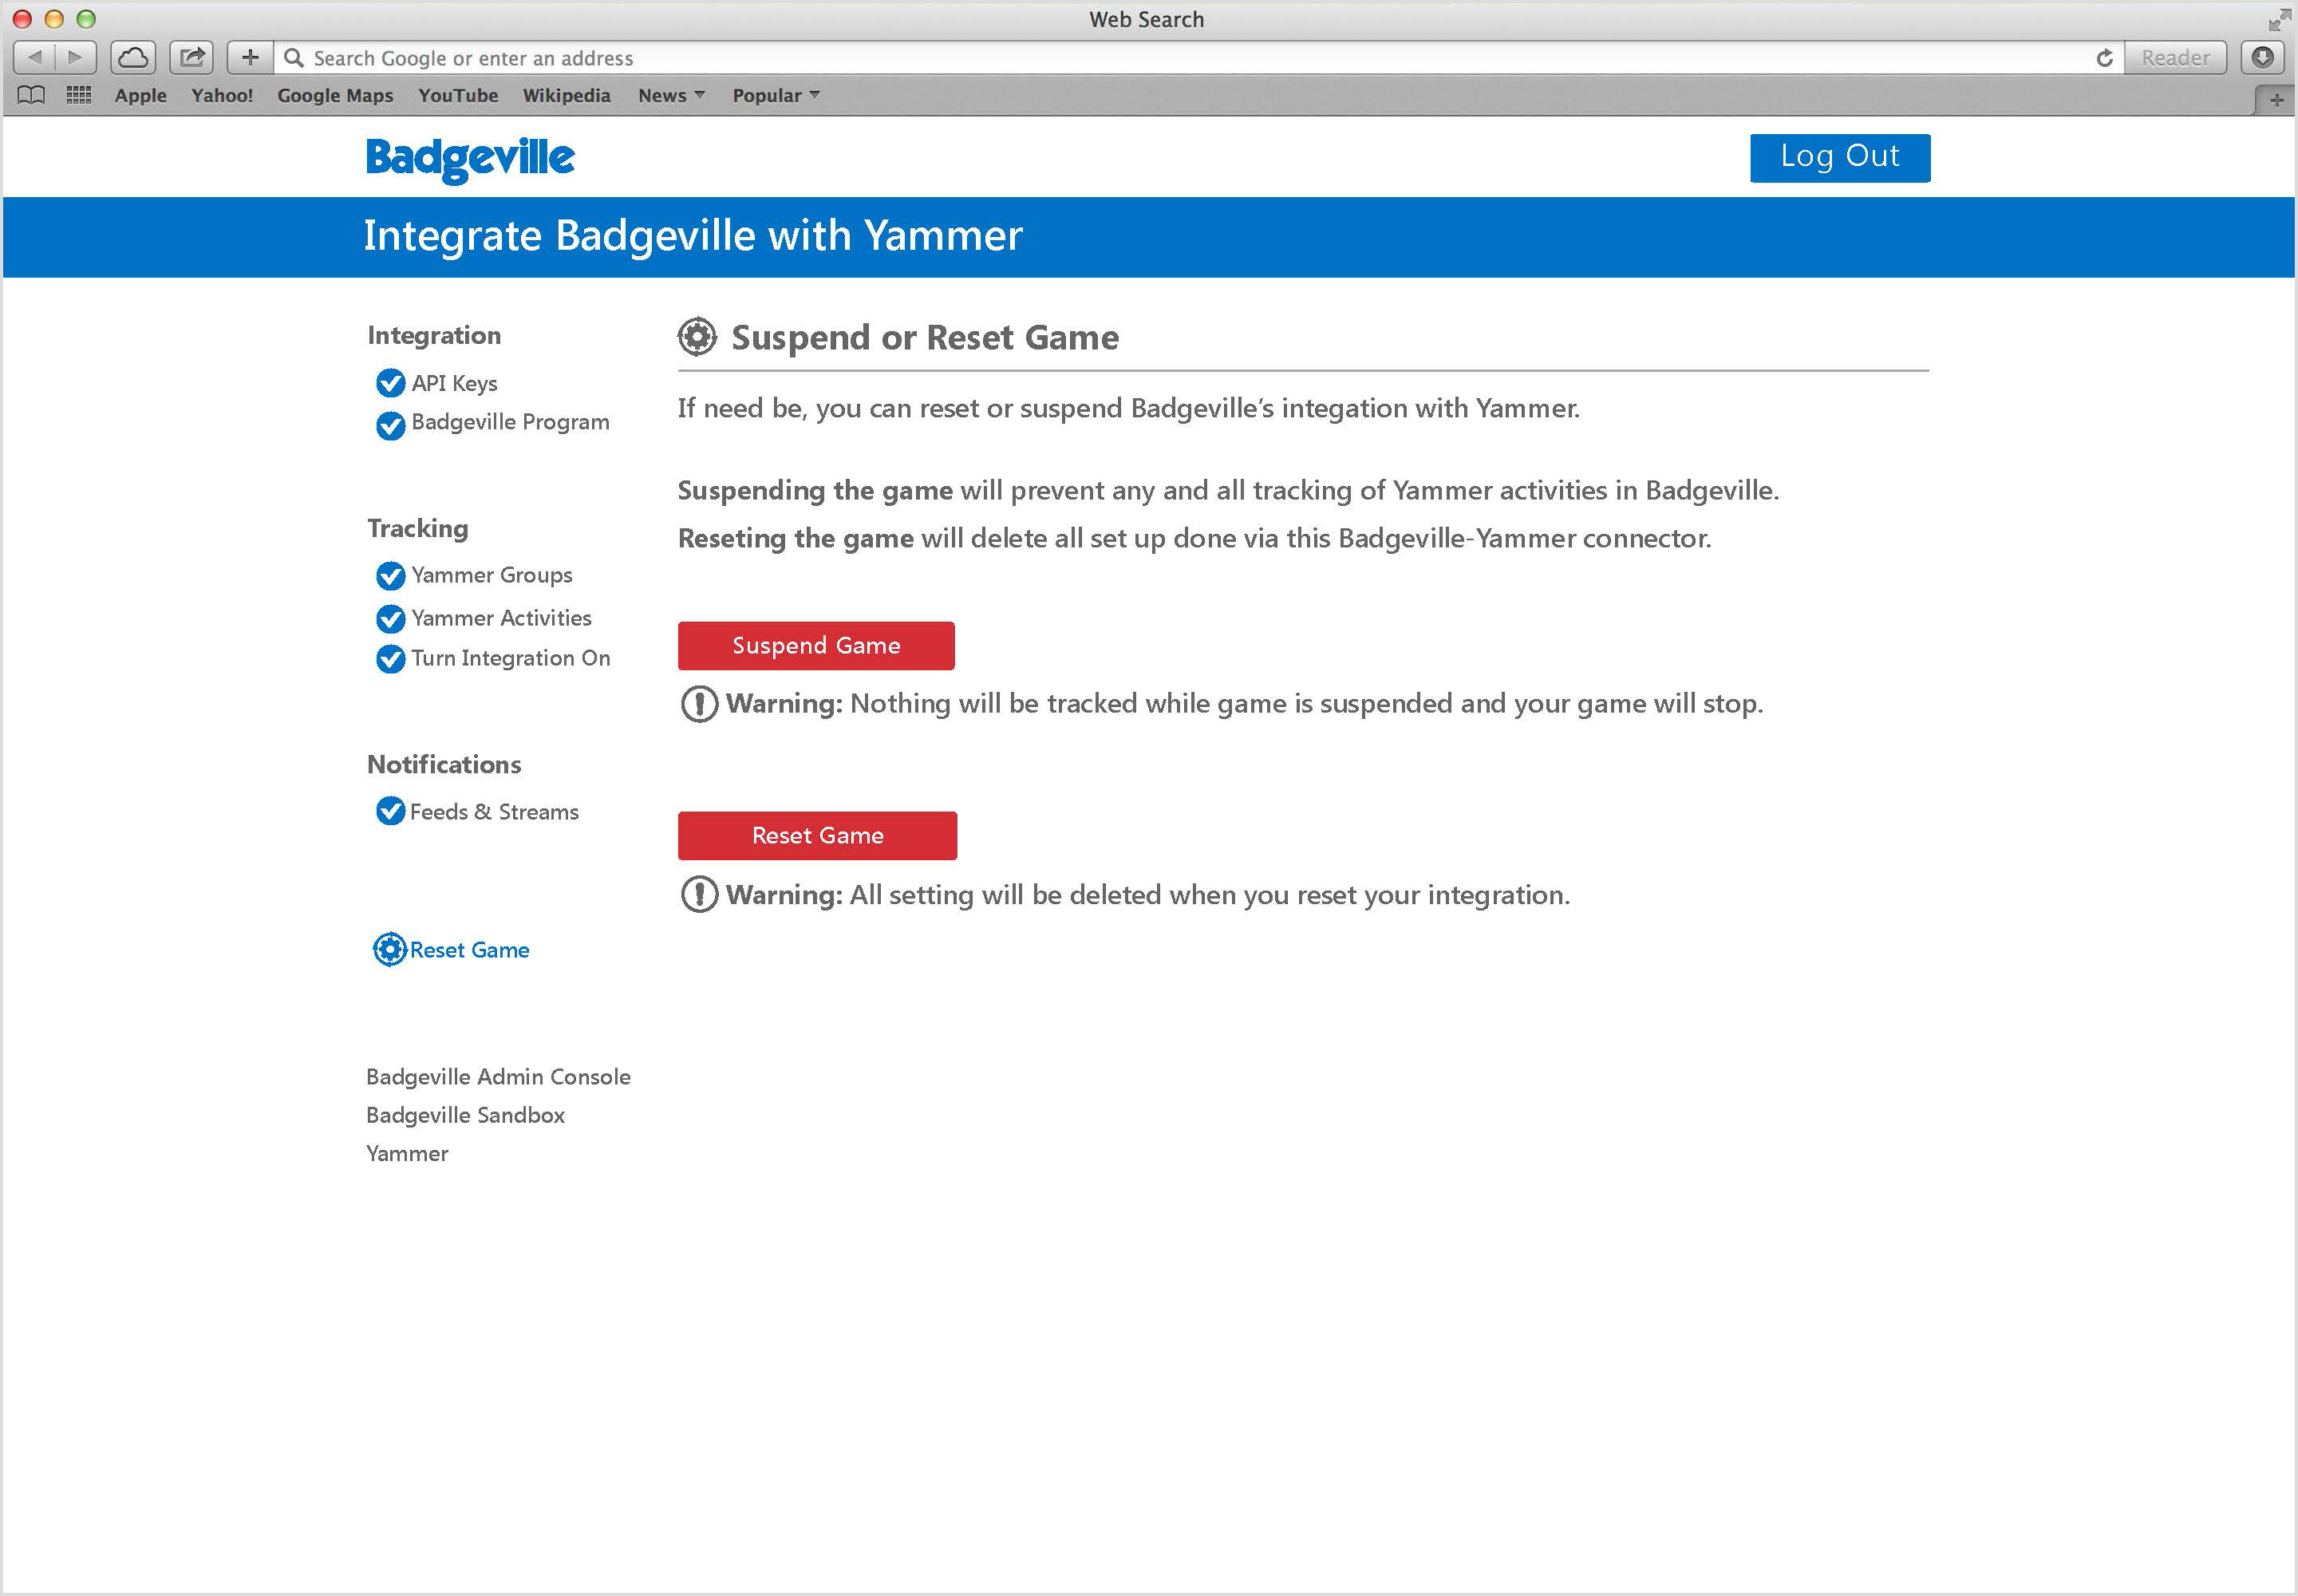 Web Search
Search Google or enter an address
Reader
Apple Yahoo! Google Maps YouTube Wikipedia News Popular
Badgeville
Log Out
Integrate Badgeville with Yammer
Integration
API Keys
Badgeville Program
Tracking
Yammer Groups
Yammer Activities
Turn Integration On
Notifications
Feeds & Streams
Reset Game
Badgeville Admin Console
Badgeville Sandbox
Yammer
Suspend or Reset Game
If need be, you can reset or suspend Badgeville's integation with Yammer.
Suspending the game will prevent any and all tracking of Yammer activities in Badgeville.
Reseting the game will delete all set up done via this Badgeville-Yammer connector.
Suspend Game
Warning: Nothing will be tracked while game is suspended and your game will stop.
Reset Game
Warning: All setting will be deleted when you reset your integration.